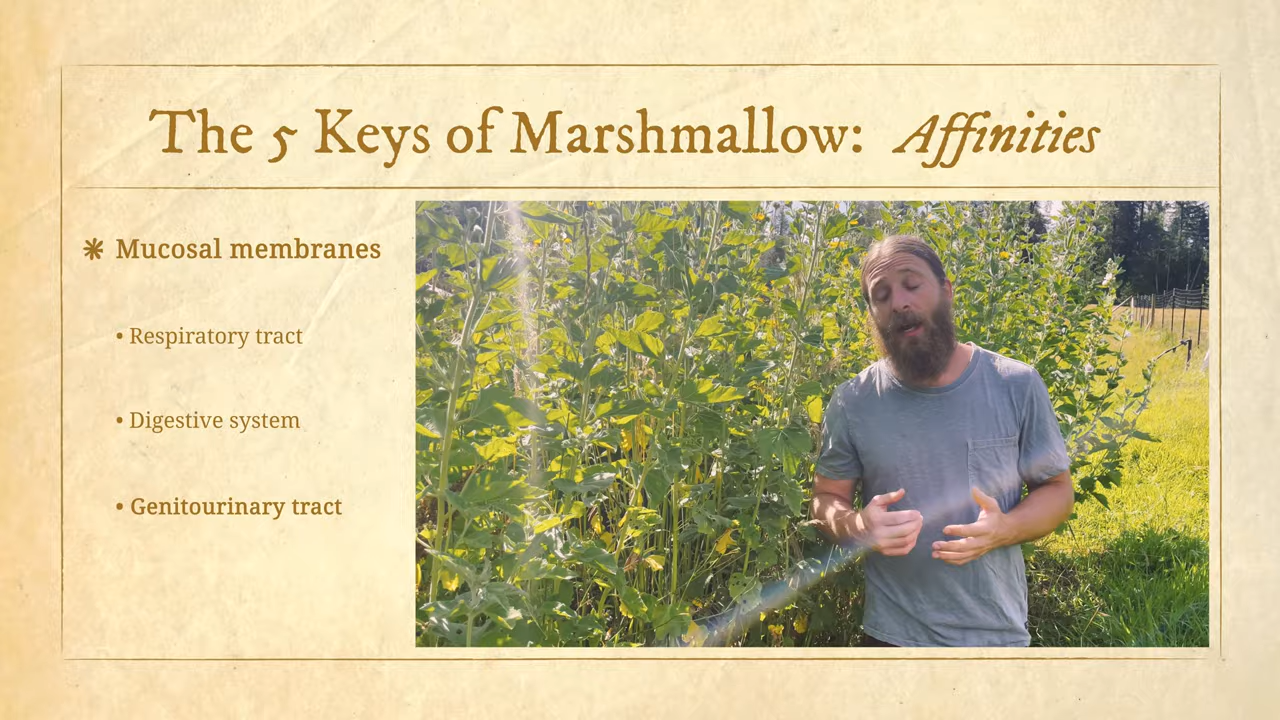 The 5 Keys of Marshmallow: Affinities
* Mucosal membranes
• Respiratory tract
• Digestive system
• Genitourinary tract